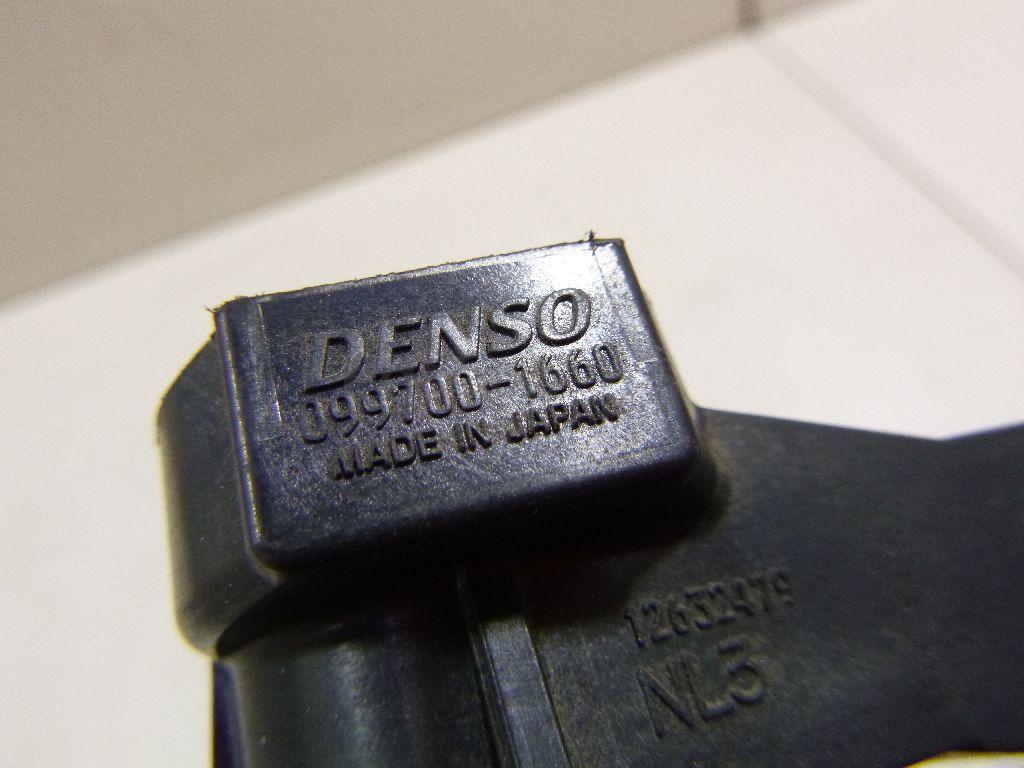 DENSO
099700-1660
MADE IN JAPAN
12632479
NL3